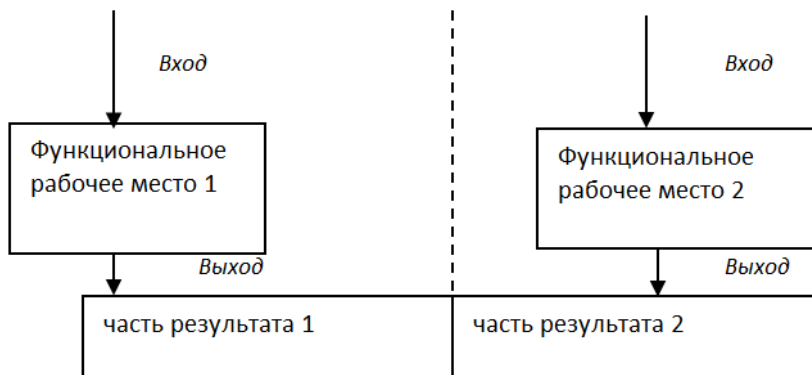 Вход
Вход
Функциональное
рабочее место 1
Функциональное
рабочее место 2
Выход
Выход
часть результата 1
часть результата 2